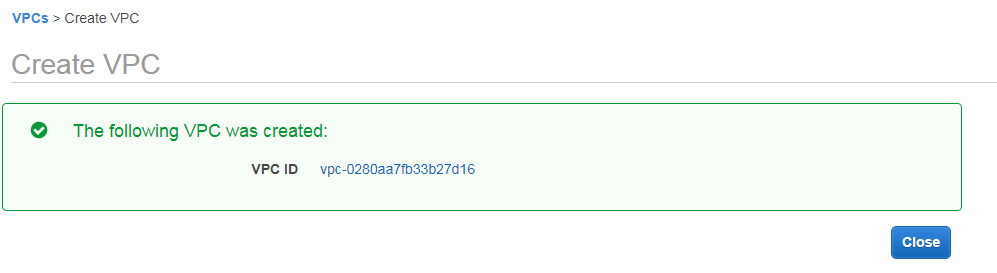 VPCs > Create VPC
Create VPC
The following VPC was created:
VPC ID vpc-0280aa7fb33b27d16
Close